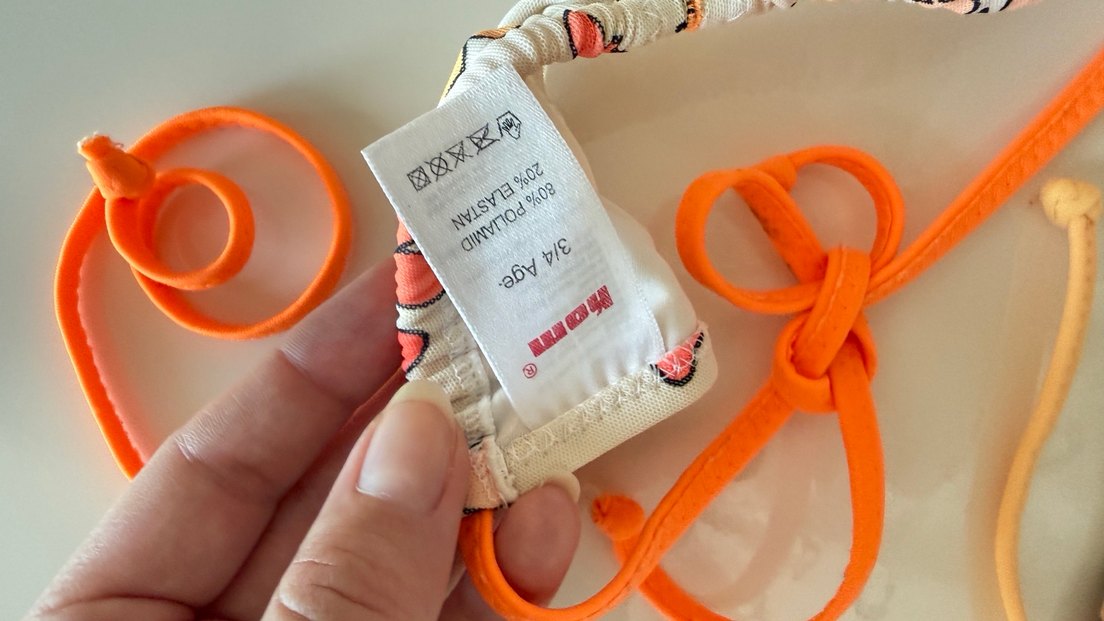 ®
3/4 Age.
80% POLIAMID
20% ELASTAN